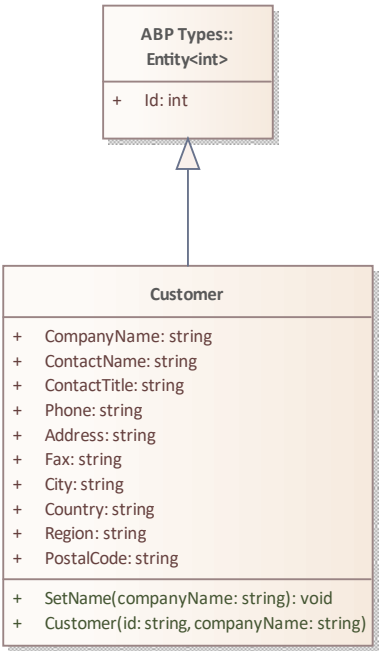 ABP Types::
Entity<int>
+ Id: int
Customer
+ CompanyName: string
+ ContactName: string
+ ContactTitle: string
+ Phone: string
+ Address: string
+ Fax: string
+ City: string
+ Country: string
+ Region: string
+ PostalCode: string
+ SetName(companyName: string): void
+ Customer(id: string, companyName: string)